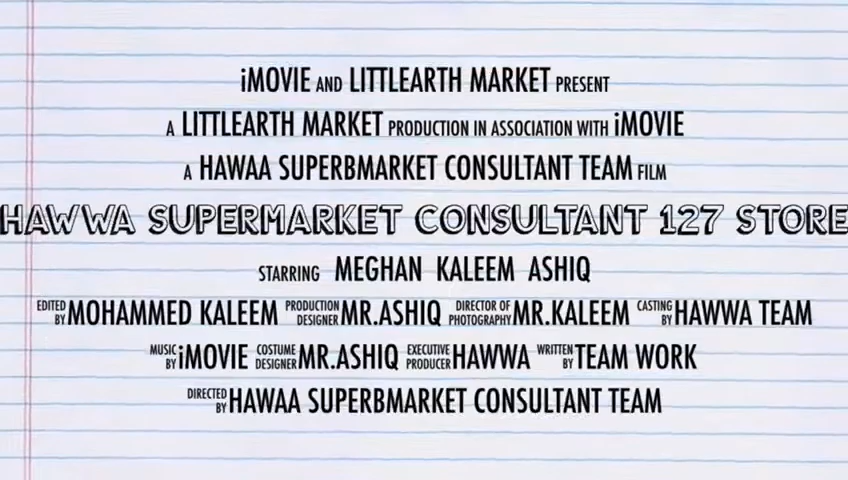 iMOVIE AND LITTLEARTH MARKET PRESENT
A LITTLEARTH MARKET PRODUCTION IN ASSOCIATION WITH iMOVIE
A HAWAA SUPERBMARKET CONSULTANT TEAM FILM
HAWWA SUPERMARKET CONSULTANT 127 STORE
STARRING MEGHAN KALEEM ASHIQ
EDITED BY MOHAMMED KALEEM PRODUCTION DESIGNER MR.ASHIQ DIRECTOR OF PHOTOGRAPHY MR.KALEEM CASTING BY HAWWA TEAM
MUSIC BY iMOVIE COSTUME DESIGNER MR.ASHIQ EXECUTIVE PRODUCER HAWWA WRITTEN BY TEAM WORK
DIRECTED BY HAWAA SUPERBMARKET CONSULTANT TEAM